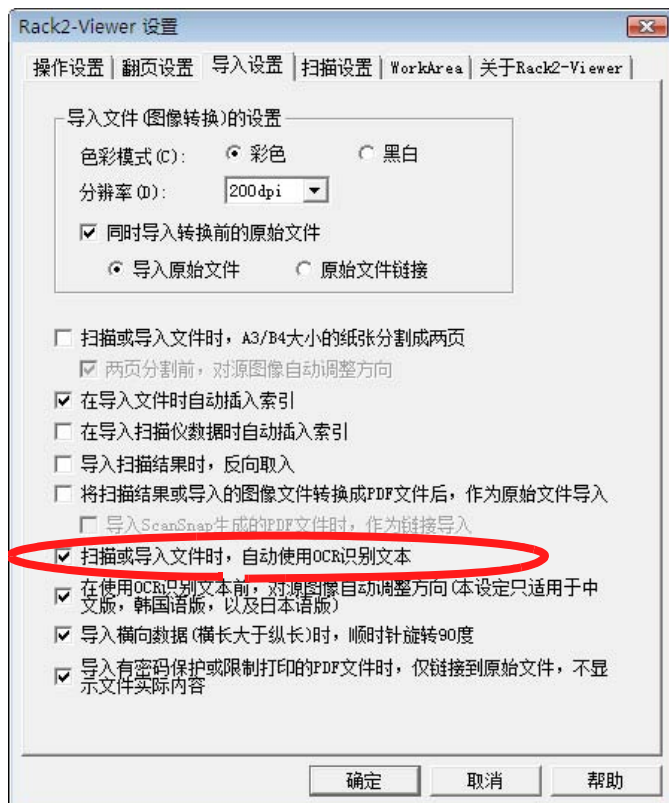 Rack2-Viewer 设置
操作设置 翻页设置 导入设置 扫描设置 WorkArea 关于Rack2-Viewer
导入文件(图像转换)的设置
色彩模式(C): 彩色 黑白
分辨率(D): 200dpi
同时导入转换前的原始文件
导入原始文件 原始文件链接
扫描或导入文件时，A3/B4大小的纸张分割成两页
两页分割前，对源图像自动调整方向
在导入文件时自动插入索引
在导入扫描仪数据时自动插入索引
导入扫描结果时，反向取入
将扫描结果或导入的图像文件转换成PDF文件后，作为原始文件导入
导入ScanSnap生成的PDF文件时，作为链接导入
扫描或导入文件时，自动使用OCR识别文本
在使用OCR识别文本前，对源图像自动调整方向(本设定只适用于中
文版，韩国语版，以及日本语版)
导入横向数据(横长大于纵长)时，顺时针旋转90度
导入有密码保护或限制打印的PDF文件时，仅链接到原始文件，不显
示文件实际内容
确定 取消 帮助